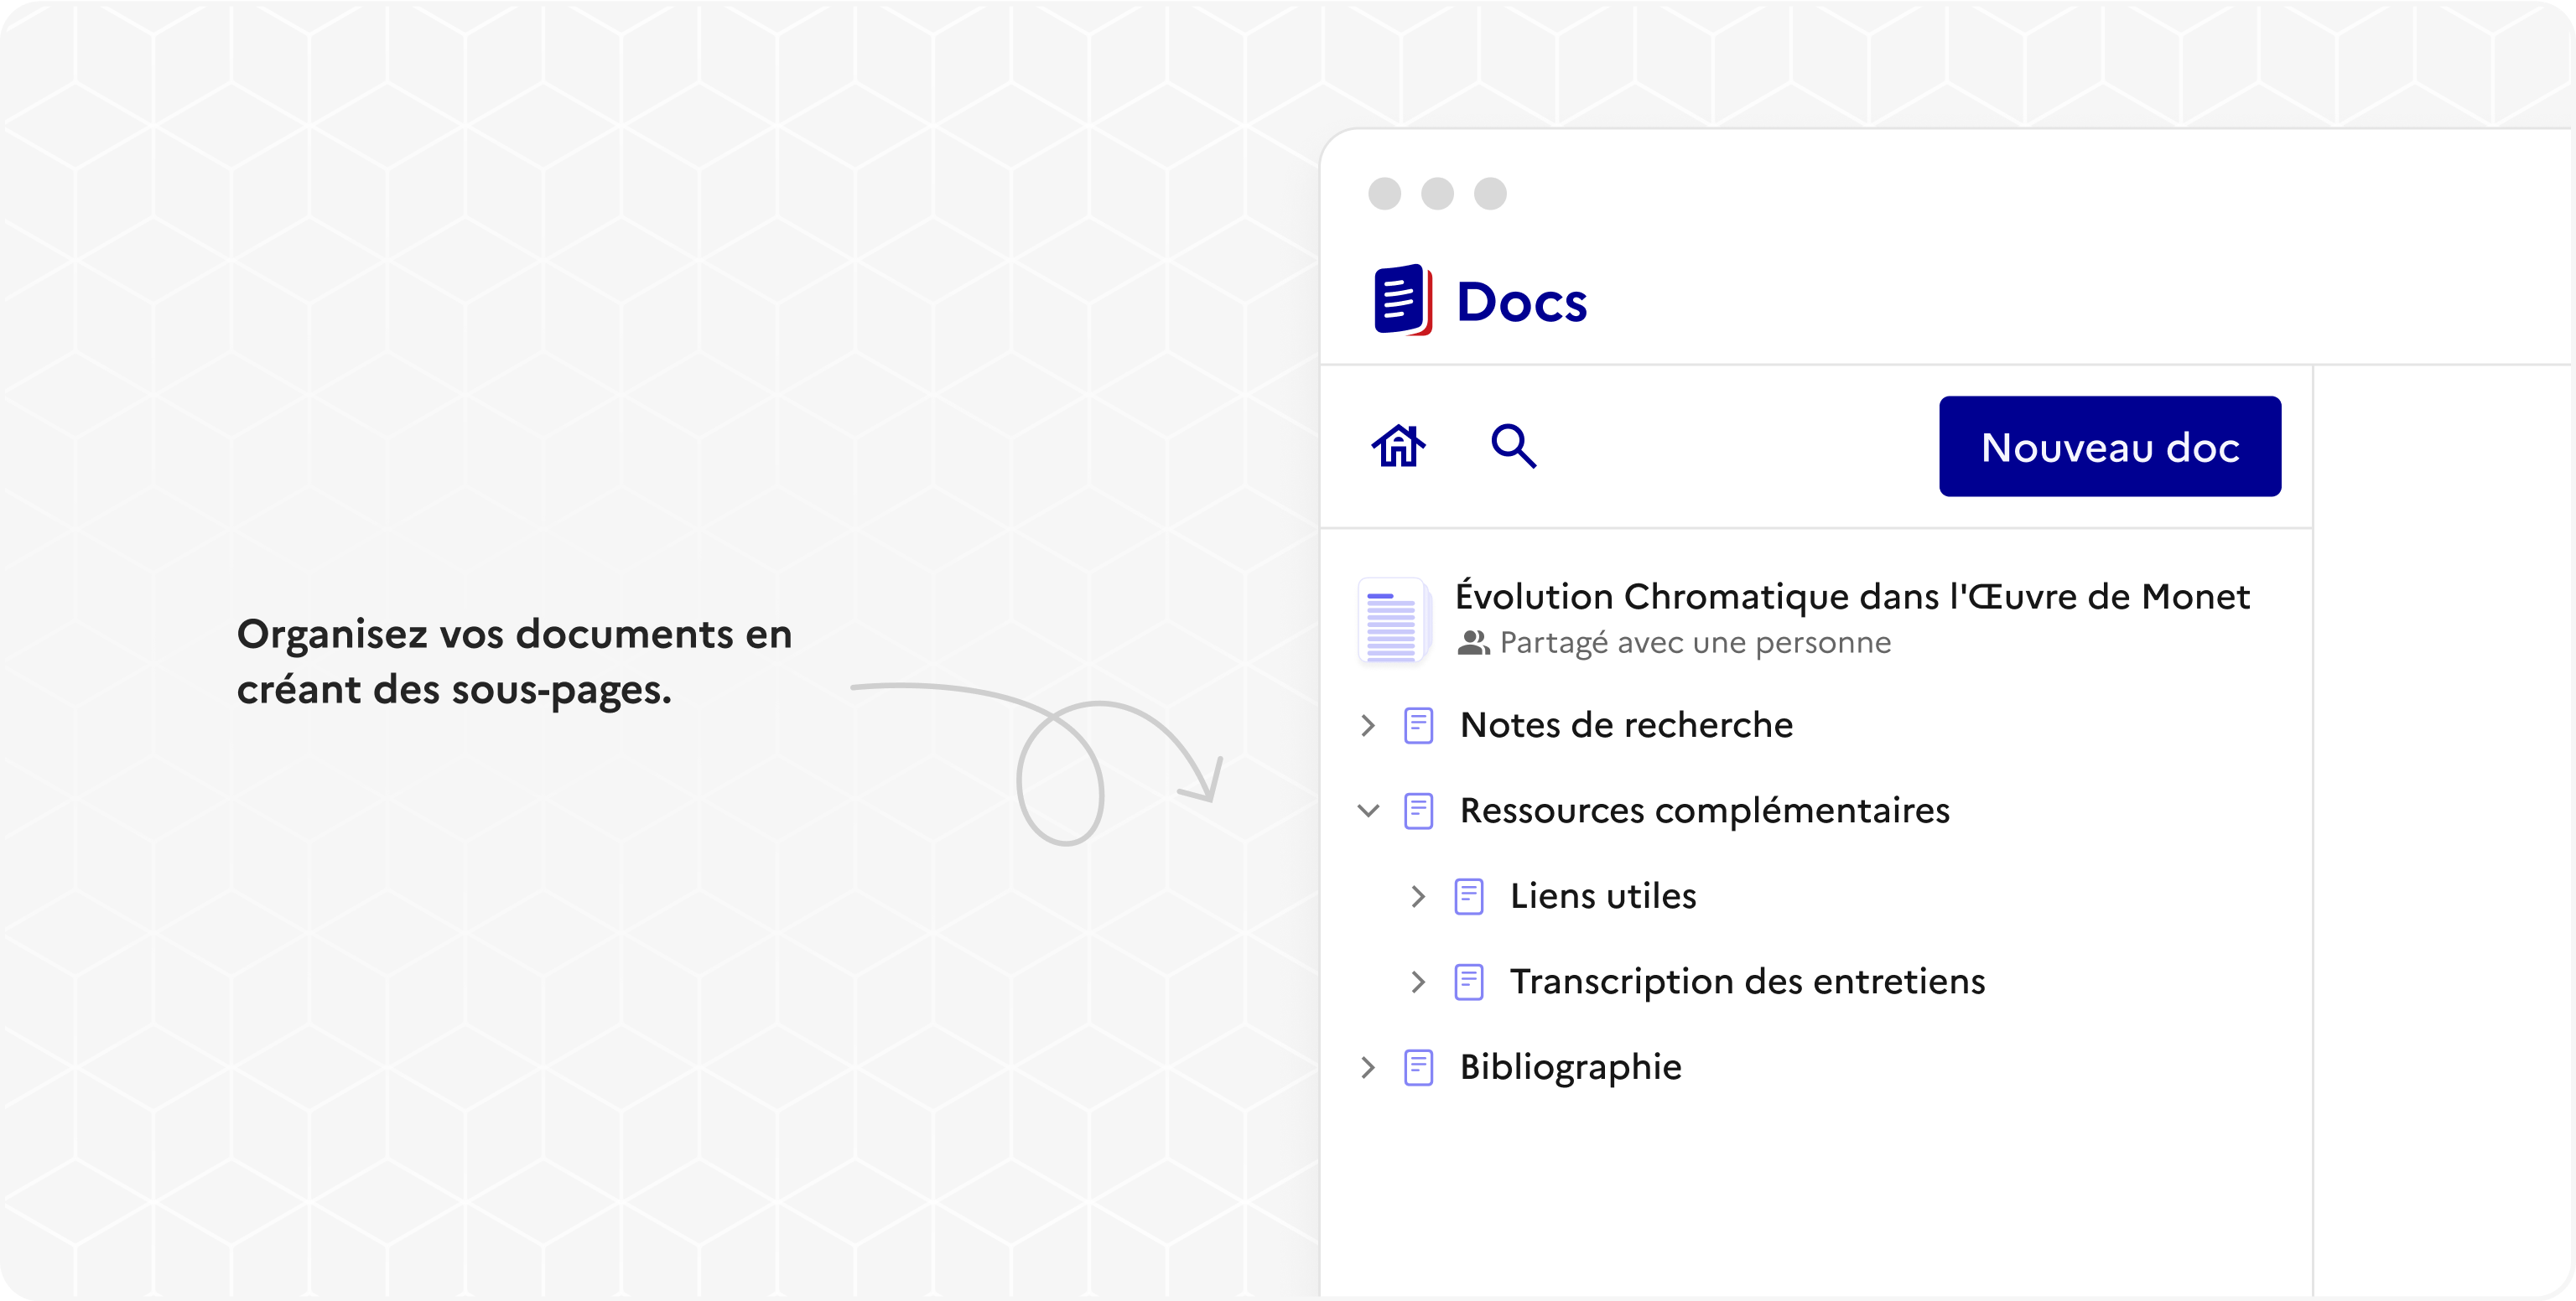 Organisez vos documents en
créant des sous-pages.
Docs
Nouveau doc
Évolution Chromatique dans l'Œuvre de Monet
Partagé avec une personne
Notes de recherche
Ressources complémentaires
Liens utiles
Transcription des entretiens
Bibliographie